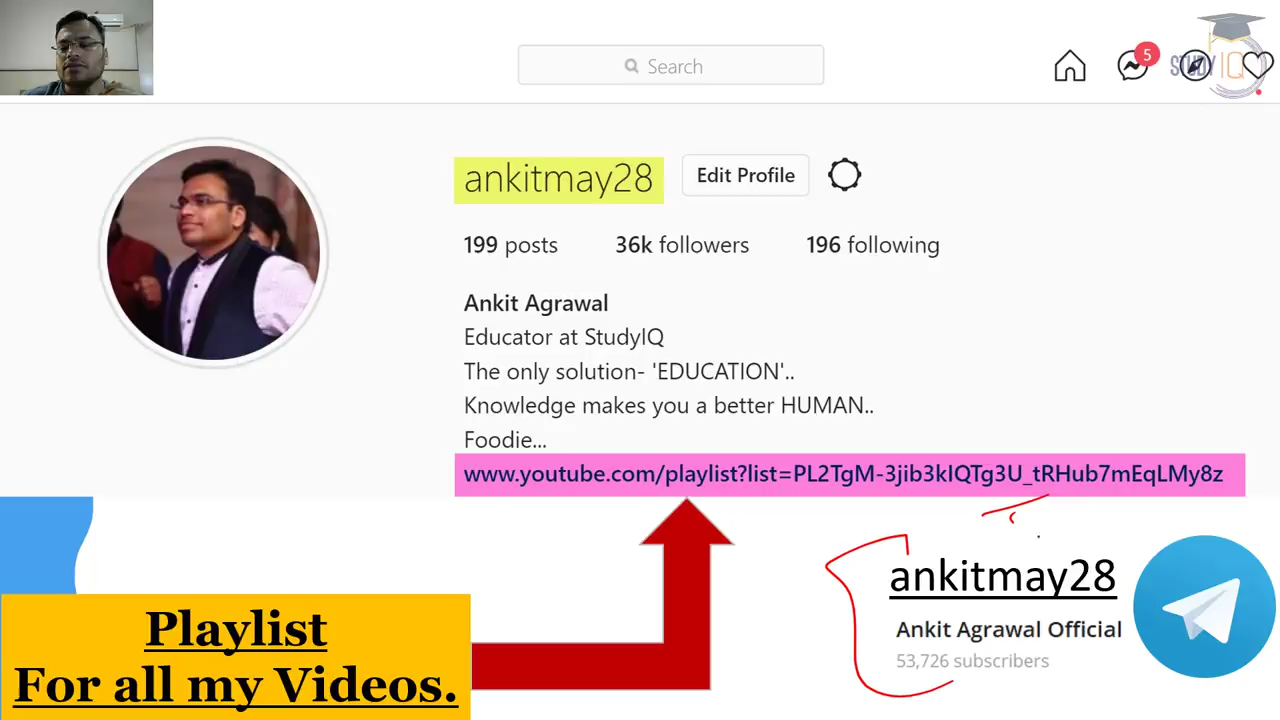 Search
5
STUDY IQ
ankitmay28
Edit Profile
199 posts 36k followers 196 following
Ankit Agrawal
Educator at StudyIQ
The only solution- 'EDUCATION'..
Knowledge makes you a better HUMAN..
Foodie...
www.youtube.com/playlist?list=PL2TgM-3jib3kIQTg3U_tRHub7mEqLMy8z
ankitmay28
Ankit Agrawal Official
53,726 subscribers
Playlist
For all my Videos.